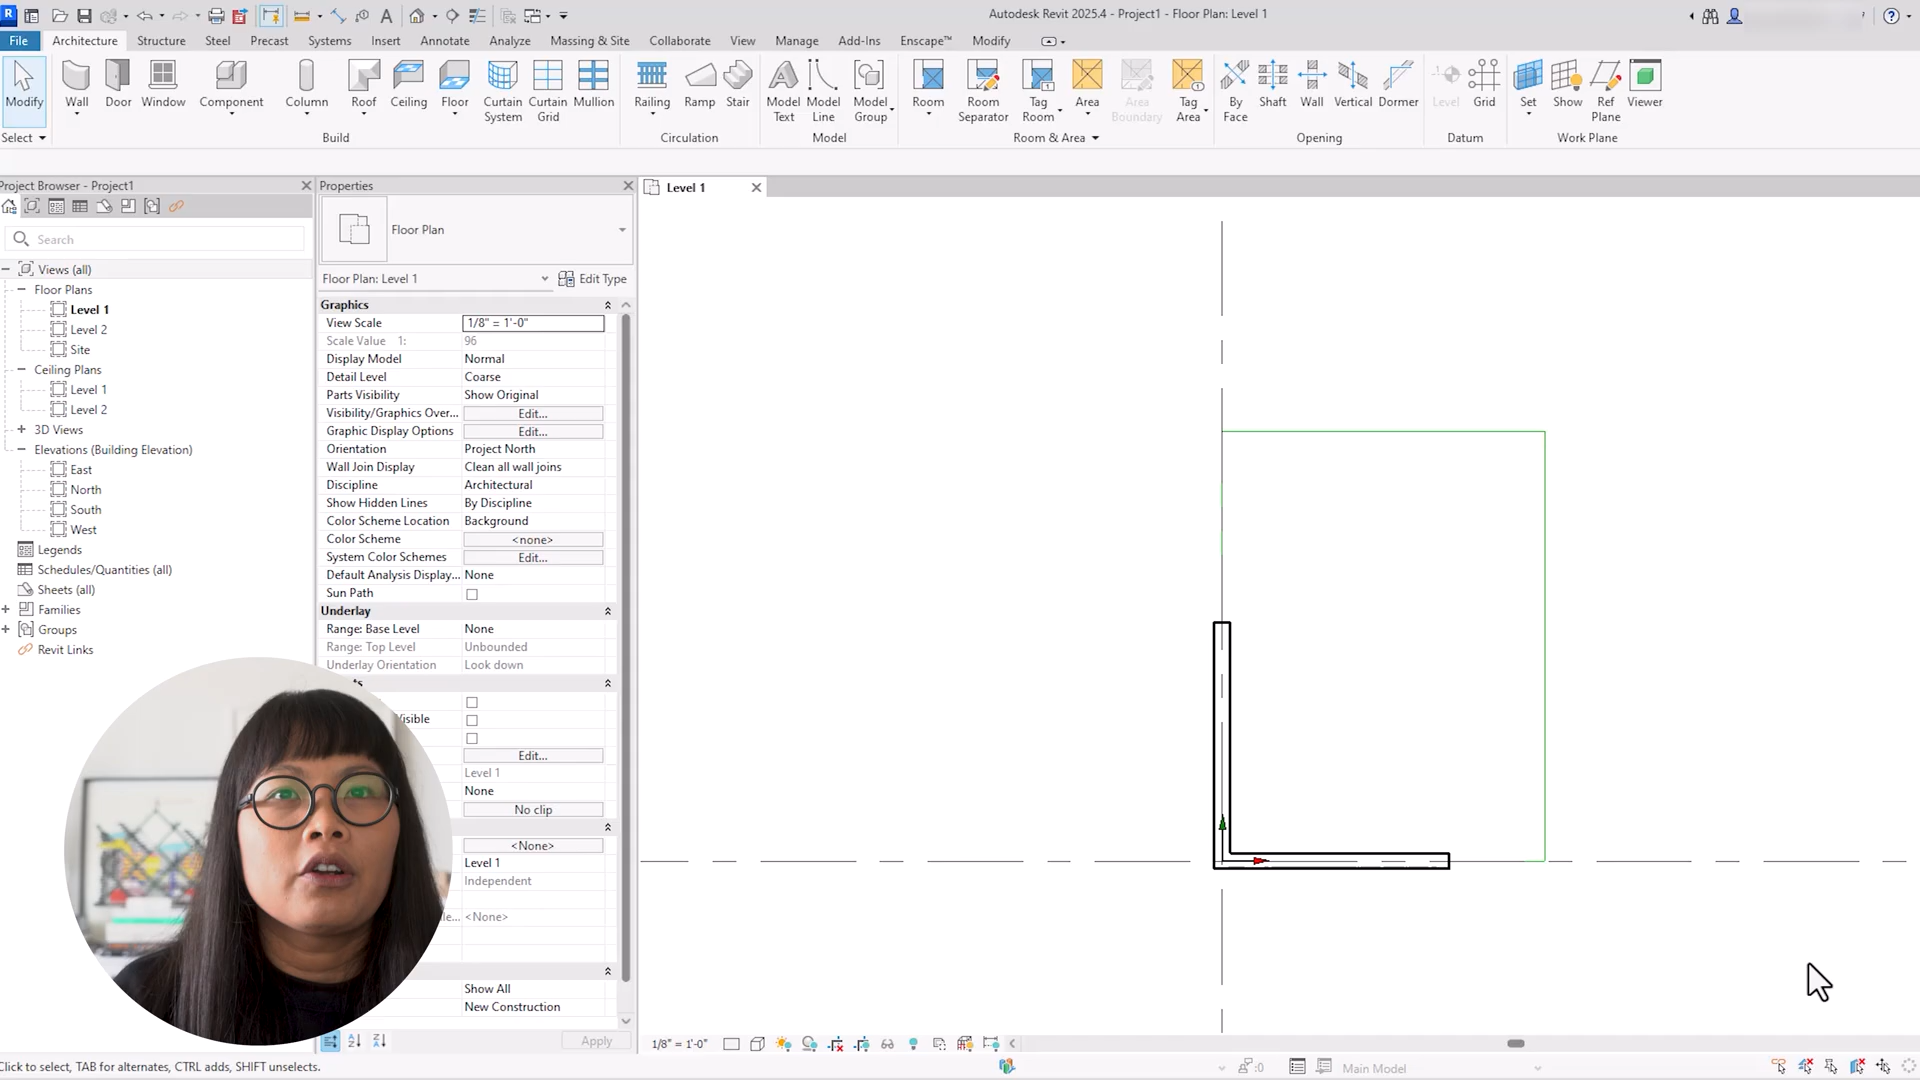 Autodesk Revit 2025.4 - Project1 - Floor Plan: Level 1
File Architecture Structure Steel Precast Systems Insert Annotate Analyze Massing & Site Collaborate View Manage Add-Ins Enscape™ Modify
Modify Wall Door Window Component Column Roof Ceiling Floor Curtain System Curtain Grid Mullion Railing Ramp Stair Model Text Model Line Model Group Room Room Separator Tag Room Area Area Boundary Tag Area By Face Shaft Wall Vertical Dormer Level Grid Set Show Ref Plane Viewer
Select Build Circulation Model Room & Area Opening Datum Work Plane
Project Browser - Project1
Search
Views (all)
Floor Plans
Level 1
Level 2
Site
Ceiling Plans
Level 1
Level 2
3D Views
Elevations (Building Elevation)
East
North
South
West
Legends
Schedules/Quantities (all)
Sheets (all)
Families
Groups
Revit Links
Properties
Floor Plan
Floor Plan: Level 1 Edit Type
Graphics
View Scale 1/8" = 1'-0"
Scale Value 1: 96
Display Model Normal
Detail Level Coarse
Parts Visibility Show Original
Visibility/Graphics Over... Edit...
Graphic Display Options Edit...
Orientation Project North
Wall Join Display Clean all wall joins
Discipline Architectural
Show Hidden Lines By Discipline
Color Scheme Location Background
Color Scheme <none>
System Color Schemes Edit...
Default Analysis Display... None
Sun Path
Underlay
Range: Base Level None
Range: Top Level Unbounded
Underlay Orientation Look down
Edit...
Level 1
None
No clip
<None>
Level 1
Independent
<None>
Show All
New Construction
Apply
Level 1
1/8" = 1'-0"
Click to select, TAB for alternates, CTRL adds, SHIFT unselects.
:0
Main Model